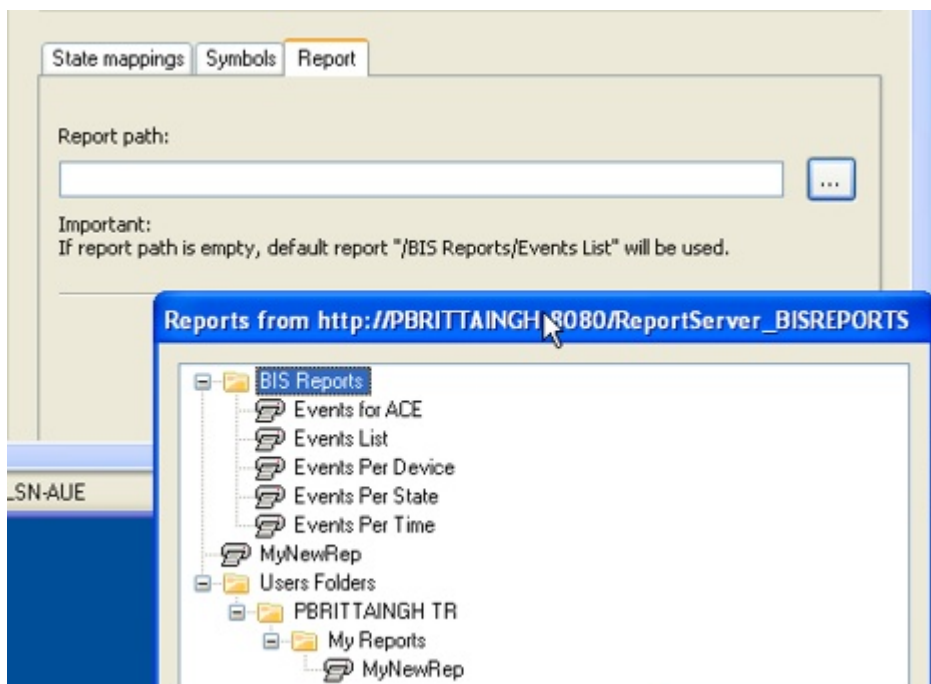 State mappings Symbols Report
Report path:
...
Important:
If report path is empty, default report "/BIS Reports/Events List" will be used.
Reports from http://PBRITTAINGH 8080/ReportServer_BISREPORTS
BIS Reports
Events for ACE
Events List
Events Per Device
Events Per State
Events Per Time
MyNewRep
Users Folders
PBRITTAINGH TR
My Reports
MyNewRep
LSN-AUE